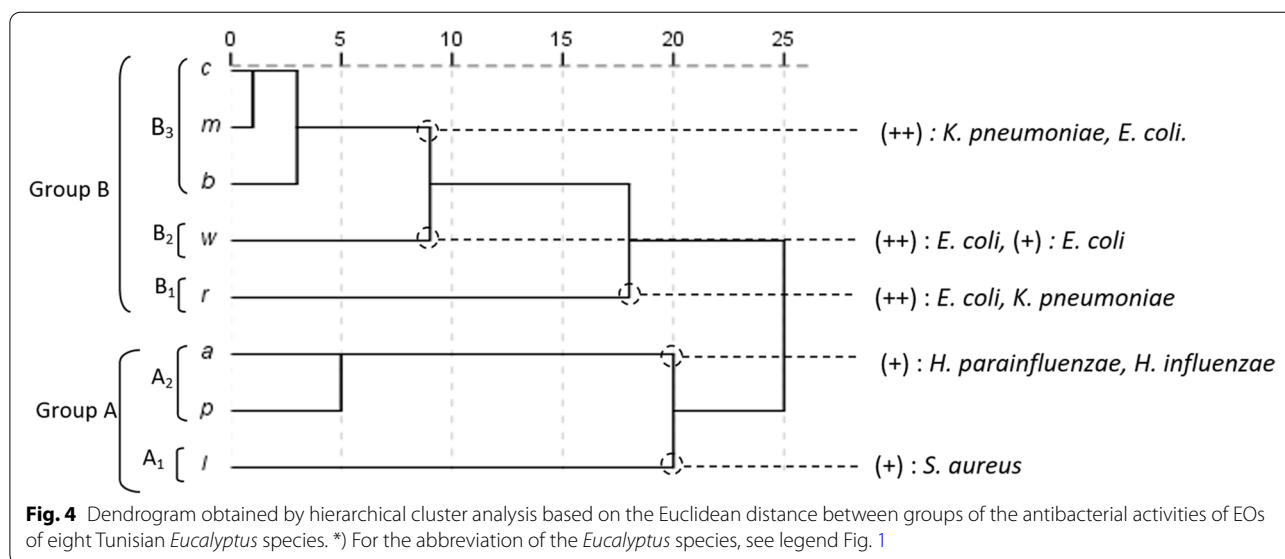 0 5 10 15 20 25
c
B3 m (++) : K. pneumoniae, E. coli.
b
Group B
B2 w (++) : E. coli, (+) : E. coli
B1 r (++) : E. coli, K. pneumoniae
a (+) : H. parainfluenzae, H. influenzae
A2
Group A p
A1 l (+) : S. aureus
Fig. 4 Dendrogram obtained by hierarchical cluster analysis based on the Euclidean distance between groups of the antibacterial activities of EOs
of eight Tunisian Eucalyptus species. *) For the abbreviation of the Eucalyptus species, see legend Fig. 1